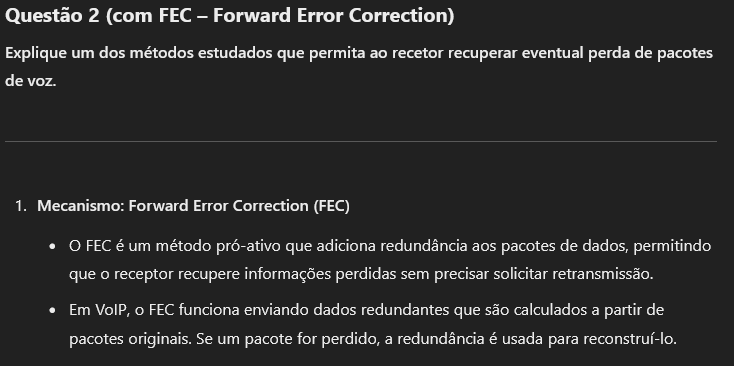 Questão 2 (com FEC – Forward Error Correction)
Explique um dos métodos estudados que permita ao recetor recuperar eventual perda de pacotes
de voz.
1. Mecanismo: Forward Error Correction (FEC)
• O FEC é um método pró-ativo que adiciona redundância aos pacotes de dados, permitindo
que o receptor recupere informações perdidas sem precisar solicitar retransmissão.
• Em VoIP, o FEC funciona enviando dados redundantes que são calculados a partir de
pacotes originais. Se um pacote for perdido, a redundância é usada para reconstruí-lo.